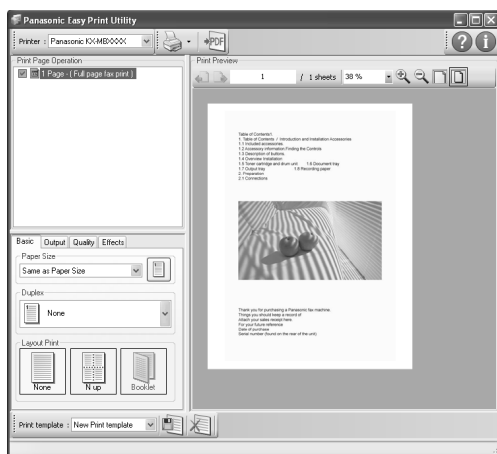 Panasonic Easy Print Utility
Printer : Panasonic KX-MBXXXX
PDF
Print Page Operation
1 Page - ( Full page fax print )
Print Preview
1 / 1 sheets 38 %
Table of Contents1.
1. Table of Contents / Introduction and Installation Accessories
1.1 Included accessories
1.2 Accessory information Finding the Controls
1.3 Description of buttons.
1.4 Overview Installation
1.5 Toner cartridge and drum unit 1.6 Document tray
1.7 Output tray 1.8 Recording paper
2. Preparation
2.1 Connections
Thank you for purchasing a Panasonic fax machine.
Things you should keep a record of
Attach your sales receipt here.
For your future reference
Date of purchase
Serial number (found on the rear of the unit)
Basic Output Quality Effects
Paper Size
Same as Paper Size
Duplex
None
Layout Print
None N up Booklet
Print template : New Print template